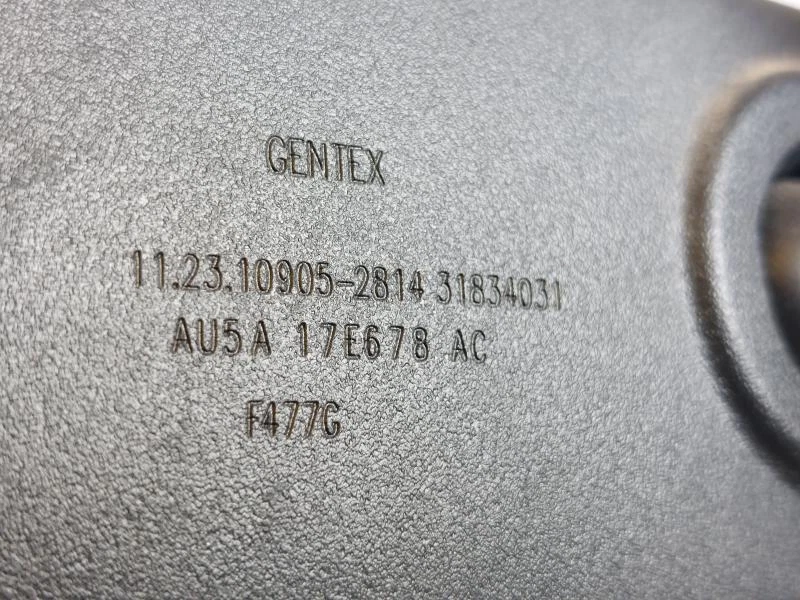 GENTEX
11.23.10905-2814 31834031
AU5A 17E678 AC
F477G